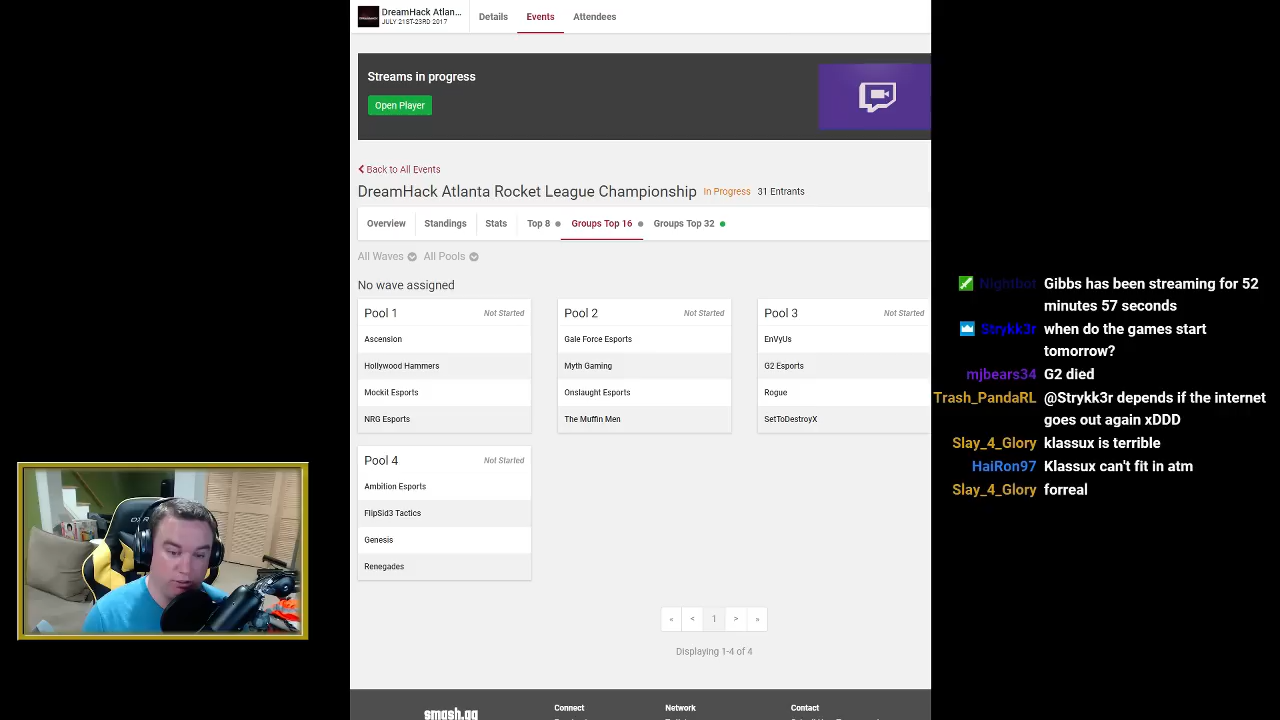 DreamHack Atlan...
JULY 21ST-23RD 2017
Details
Events
Attendees
Streams in progress
Open Player
Back to All Events
DreamHack Atlanta Rocket League Championship In Progress 31 Entrants
Overview
Standings
Stats
Top 8
Groups Top 16
Groups Top 32
All Waves
All Pools
No wave assigned
Pool 1 Not Started
Ascension
Hollywood Hammers
Mockit Esports
NRG Esports
Pool 2 Not Started
Gale Force Esports
Myth Gaming
Onslaught Esports
The Muffin Men
Pool 3 Not Started
EnVyUs
G2 Esports
Rogue
SetToDestroyX
Pool 4 Not Started
Ambition Esports
FlipSid3 Tactics
Genesis
Renegades
« < 1 > »
Displaying 1-4 of 4
smash.gg
Connect
Network
Contact
Nightbot Gibbs has been streaming for 52
minutes 57 seconds
Strykk3r when do the games start
tomorrow?
mjbears34 G2 died
Trash_PandaRL @Strykk3r depends if the internet
goes out again xDDD
Slay_4_Glory klassux is terrible
HaiRon97 Klassux can't fit in atm
Slay_4_Glory forreal